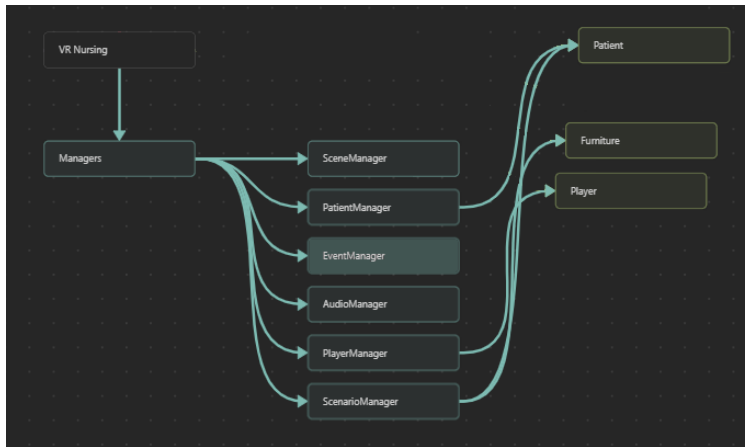 VR Nursing
Patient
Managers
SceneManager
Furniture
PatientManager
Player
EventManager
AudioManager
PlayerManager
ScenarioManager